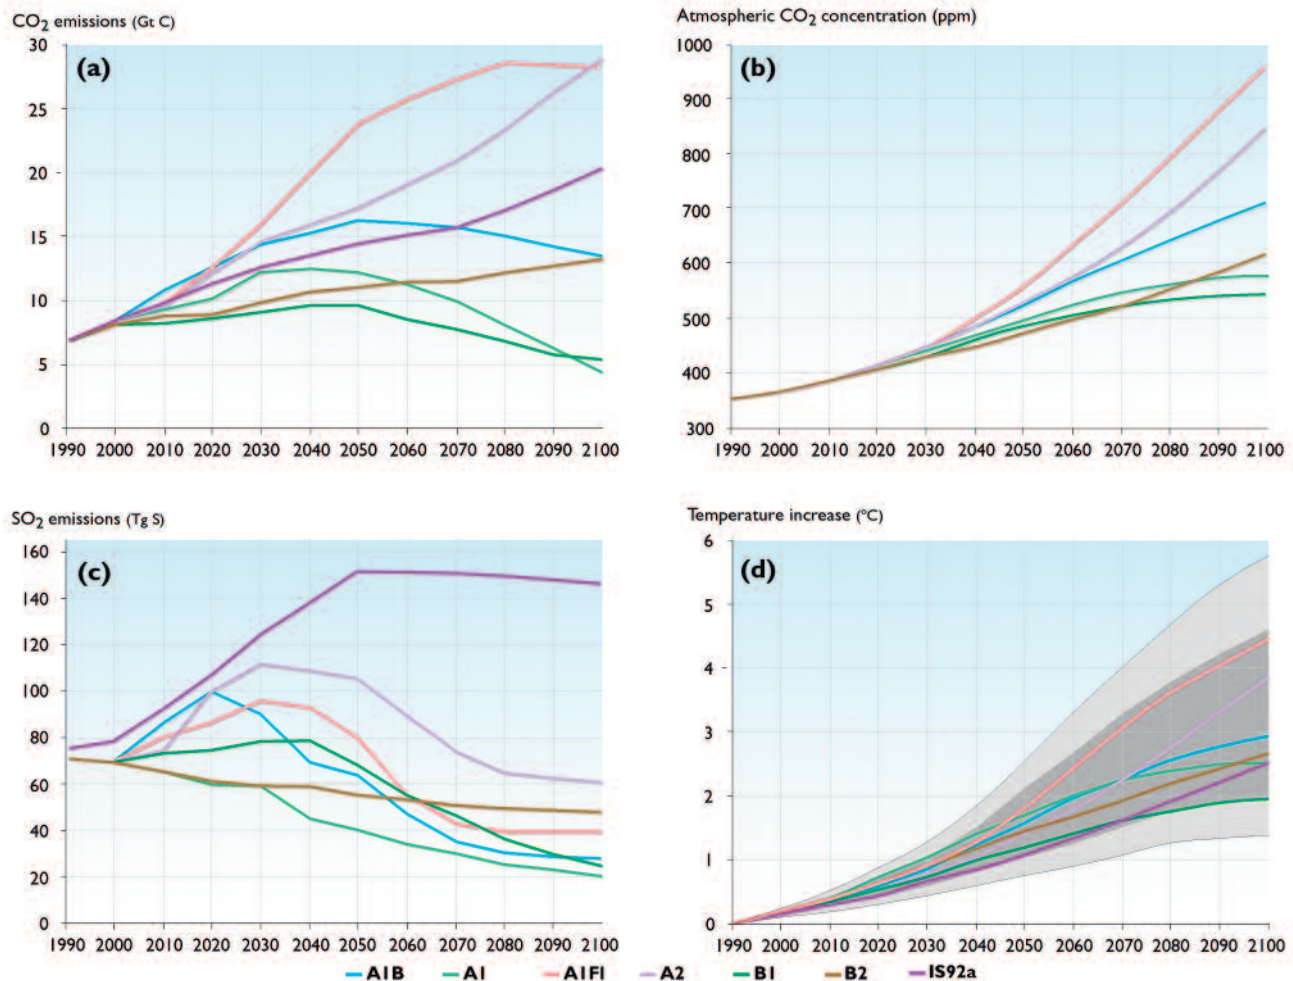 CO2 emissions (Gt C)
30
25
20
15
10
5
0
(a)
1990 2000 2010 2020 2030 2040 2050 2060 2070 2080 2090 2100
Atmospheric CO2 concentration (ppm)
1000
900
800
700
600
500
400
300
(b)
1990 2000 2010 2020 2030 2040 2050 2060 2070 2080 2090 2100
SO2 emissions (Tg S)
160
140
120
100
80
60
40
20
0
(c)
1990 2000 2010 2020 2030 2040 2050 2060 2070 2080 2090 2100
Temperature increase (ºC)
6
5
4
3
2
1
0
(d)
1990 2000 2010 2020 2030 2040 2050 2060 2070 2080 2090 2100
A1B A1 A1FI A2 B1 B2 IS92a